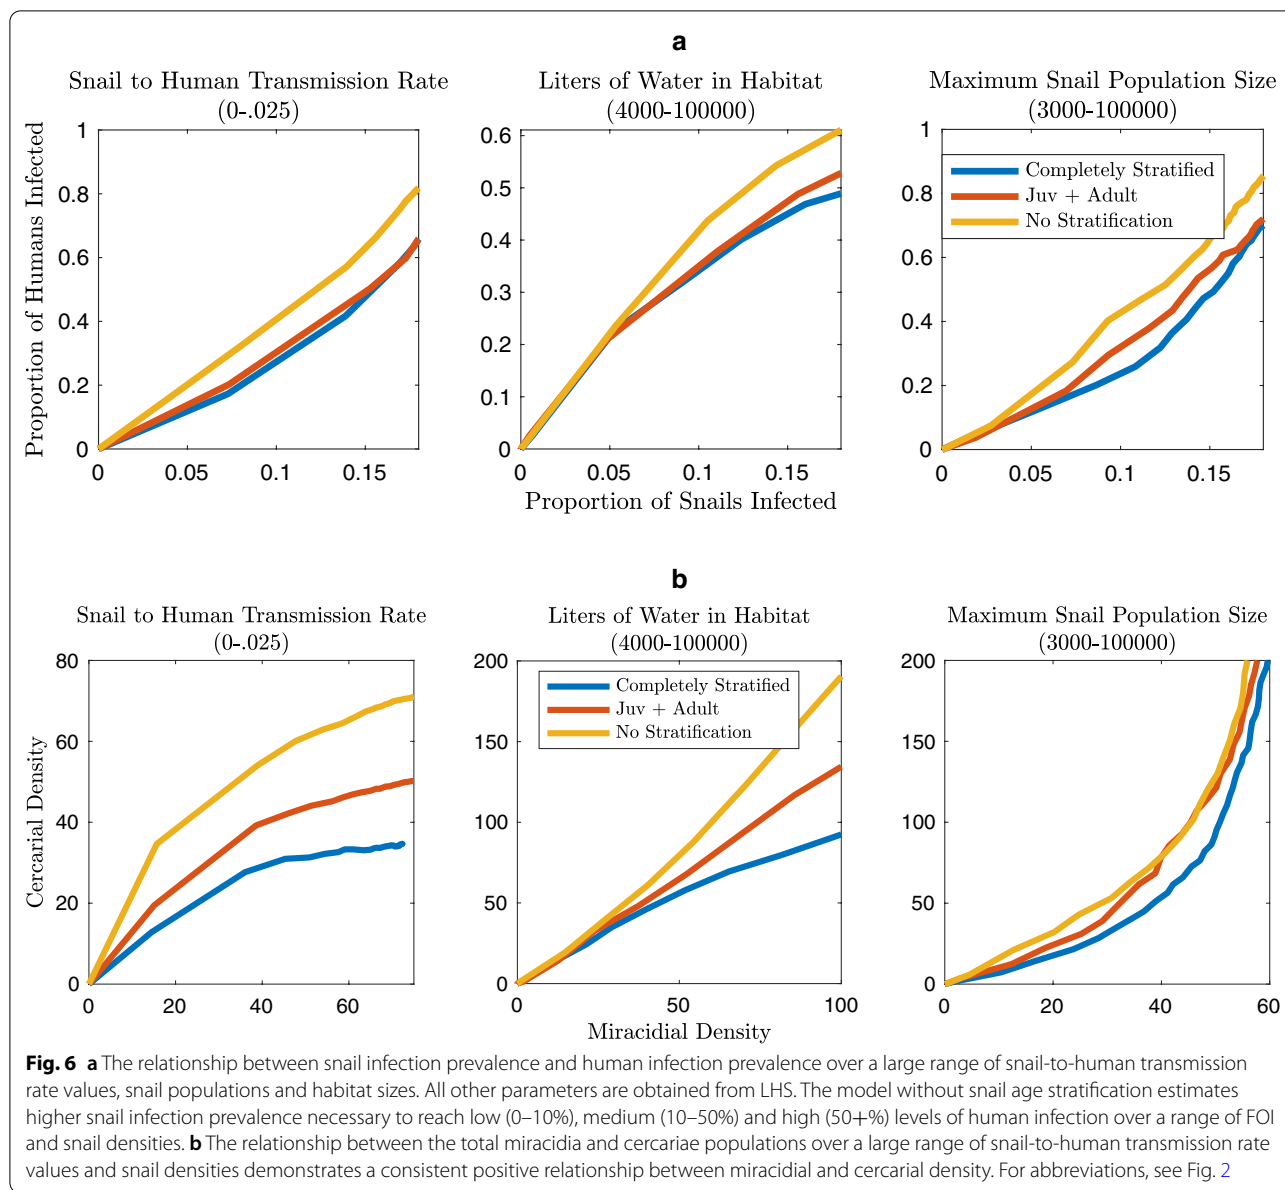 a
Snail to Human Transmission Rate
(0-.025)
Liters of Water in Habitat
(4000-100000)
Maximum Snail Population Size
(3000-100000)
Proportion of Humans Infected
1
0.8
0.6
0.4
0.2
0
0 0.05 0.1 0.15
0.6
0.5
0.4
0.3
0.2
0.1
0
0 0.05 0.1 0.15
Proportion of Snails Infected
1
0.8
0.6
0.4
0.2
0
0 0.05 0.1 0.15
Completely Stratified
Juv + Adult
No Stratification
b
Snail to Human Transmission Rate
(0-.025)
Liters of Water in Habitat
(4000-100000)
Maximum Snail Population Size
(3000-100000)
Cercarial Density
80
60
40
20
0
0 20 40 60
200
150
100
50
0
0 50 100
Completely Stratified
Juv + Adult
No Stratification
Miracidial Density
200
150
100
50
0
0 20 40 60
Fig. 6 a The relationship between snail infection prevalence and human infection prevalence over a large range of snail-to-human transmission
rate values, snail populations and habitat sizes. All other parameters are obtained from LHS. The model without snail age stratification estimates
higher snail infection prevalence necessary to reach low (0–10%), medium (10–50%) and high (50+%) levels of human infection over a range of FOI
and snail densities. b The relationship between the total miracidia and cercariae populations over a large range of snail-to-human transmission rate
values and snail densities demonstrates a consistent positive relationship between miracidial and cercarial density. For abbreviations, see Fig. 2